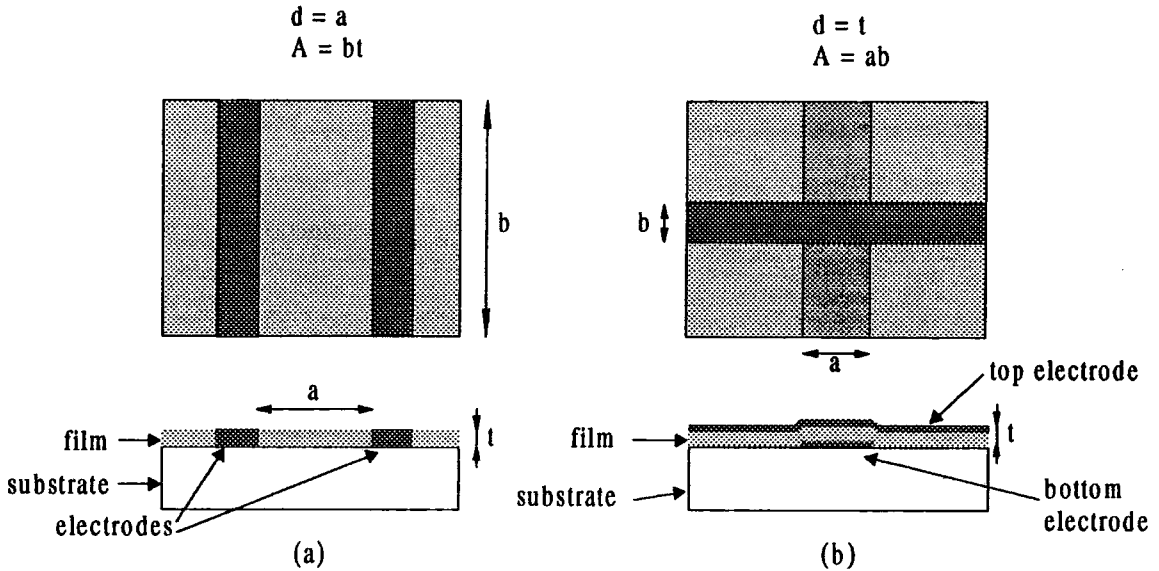 d = a
A = bt
d = t
A = ab
b
b
a
a
top electrode
film
t
film
t
substrate
substrate
electrodes
bottom
electrode
(a)
(b)